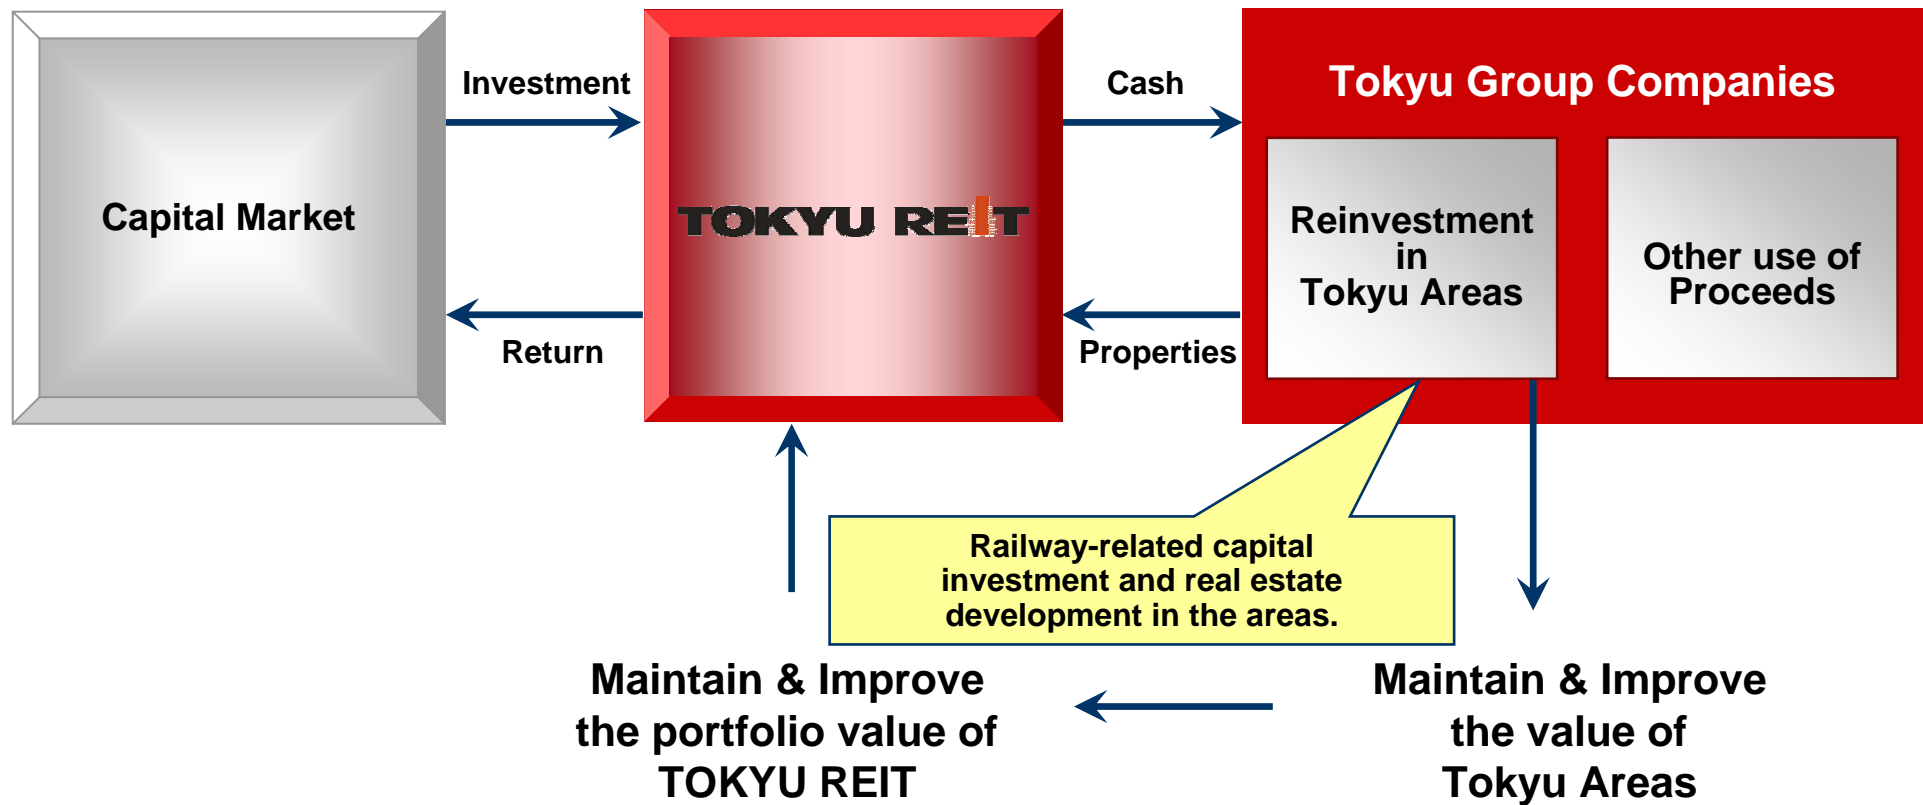 Investment
Cash
Tokyu Group Companies
Capital Market
TOKYU REIT
Reinvestment
in
Tokyu Areas
Other use of
Proceeds
Return
Properties
Railway-related capital
investment and real estate
development in the areas.
Maintain & Improve
the portfolio value of
TOKYU REIT
Maintain & Improve
the value of
Tokyu Areas